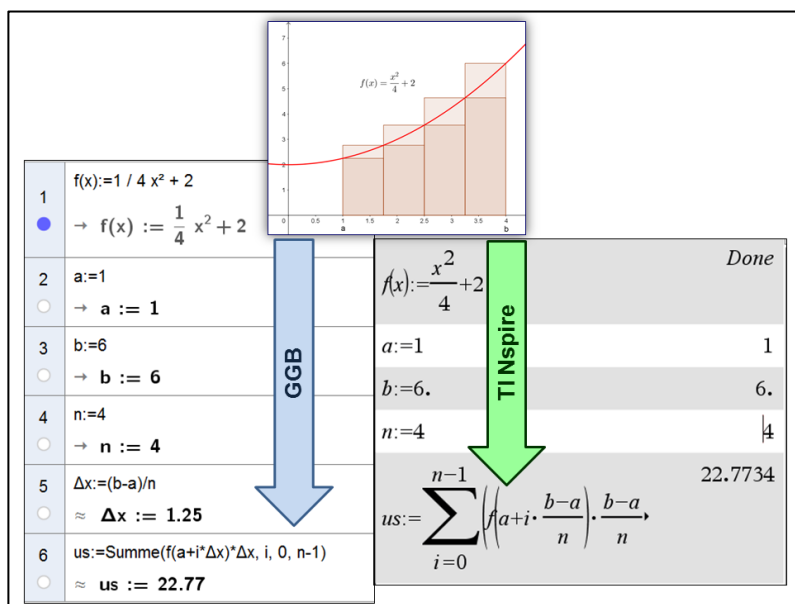 7
6
5
4
3
2
1
0
0.5
1
1.5
2
2.5
3
3.5
4
a
b
f(x) = x²/4 + 2
1
f(x):=1 / 4 x² + 2
→ f(x) := 1/4 x² + 2
2
a:=1
→ a := 1
3
b:=6
→ b := 6
4
n:=4
→ n := 4
5
Δx:=(b-a)/n
≈ Δx := 1.25
6
us:=Summe(f(a+i*Δx)*Δx, i, 0, n-1)
≈ us := 22.77
GGB
TI Nspire
f(x):=x²/4+2 Done
a:=1 1
b:=6. 6.
n:=4 4
us:= n-1 ∑ i=0 (f(a+i·(b-a)/n)·(b-a)/n 22.7734